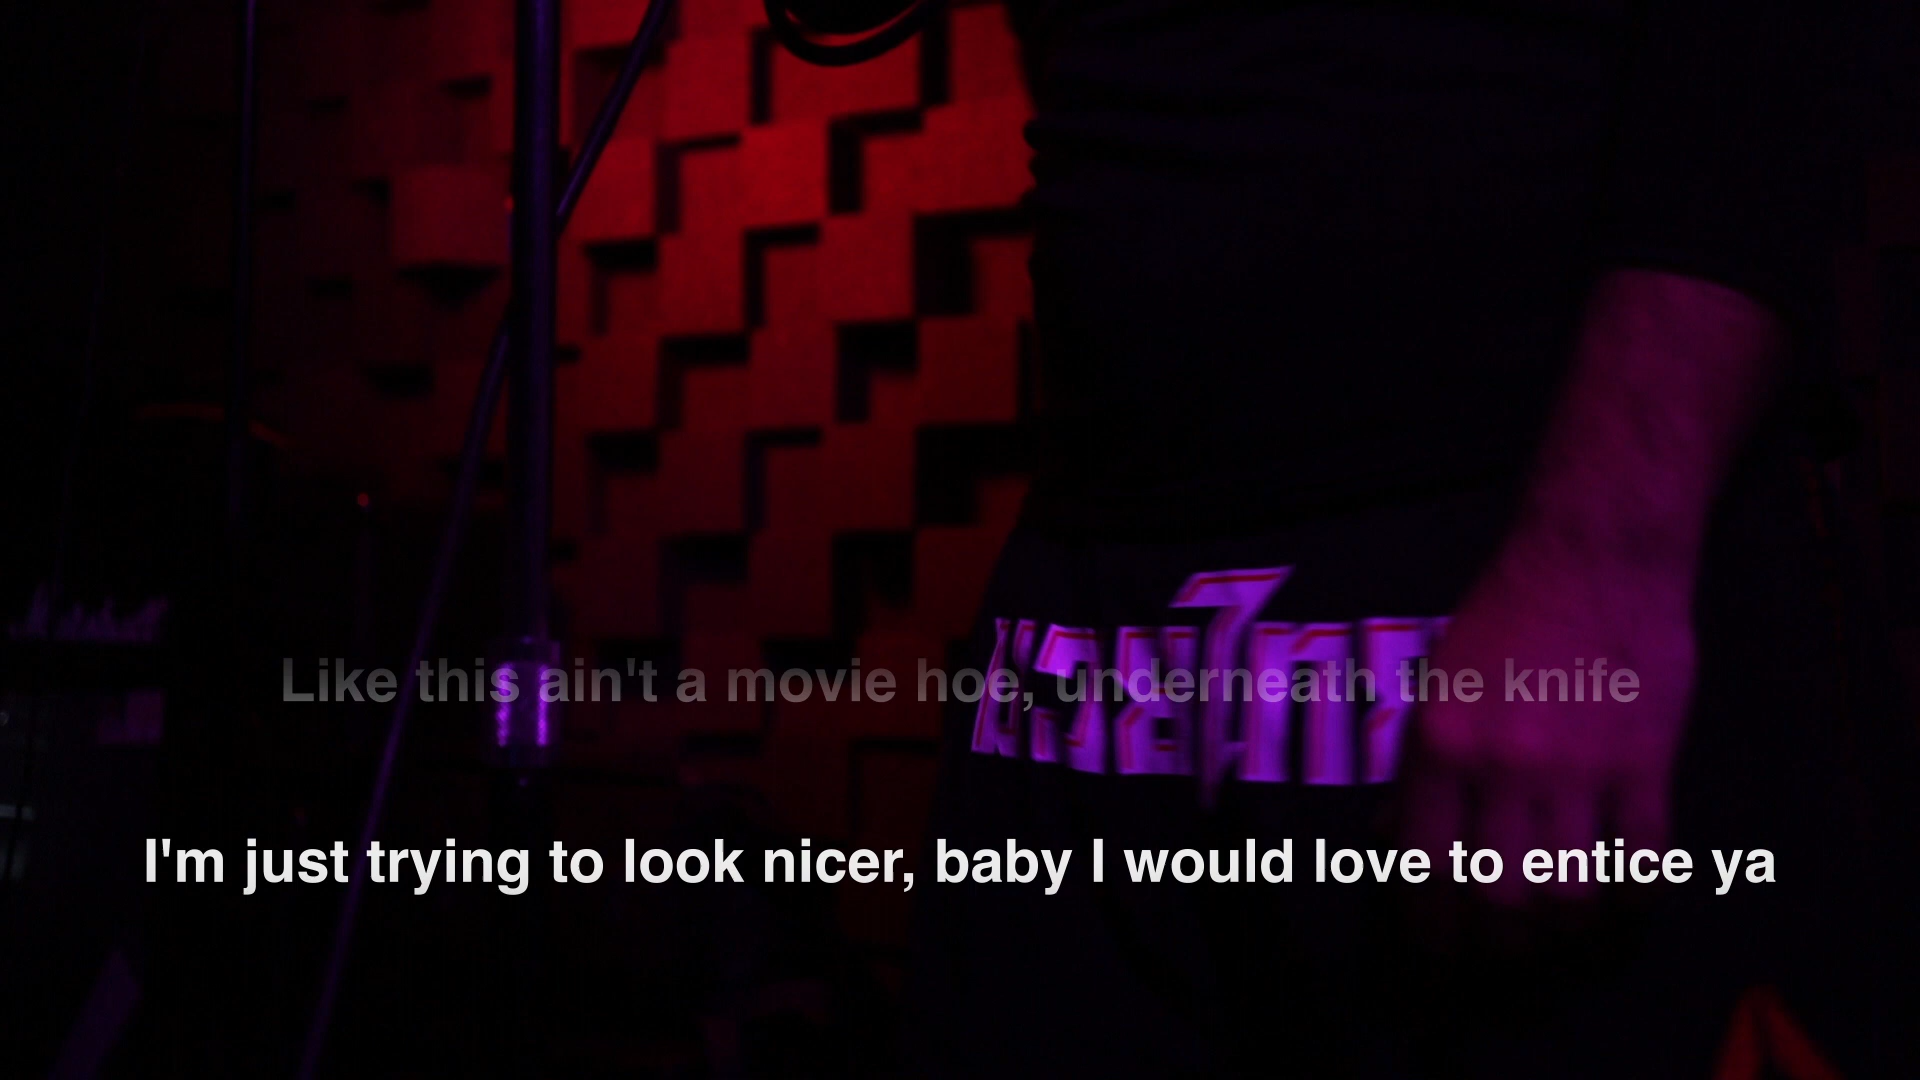 Like this ain't a movie hoe, underneath the knife
I'm just trying to look nicer, baby I would love to entice ya